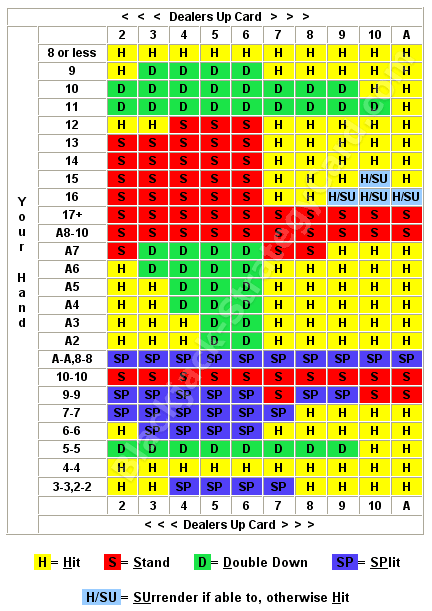 < < < Dealers Up Card > > >
2 3 4 5 6 7 8 9 10 A
8 or less H H H H H H H H H H
9 H D D D D H H H H H
10 D D D D D D D D H H
11 D D D D D D D D D H
12 H H S S S H H H H H
13 S S S S S H H H H H
14 S S S S S H H H H H
15 S S S S S H H H H/SU H
16 S S S S S H H H/SU H/SU H/SU
17+ S S S S S S S S S S
A8-10 S S S S S S S S S S
A7 S D D D D S S H H H
A6 H D D D D H H H H H
A5 H H D D D H H H H H
A4 H H D D D H H H H H
A3 H H H D D H H H H H
A2 H H H D D H H H H H
A-A,8-8 SP SP SP SP SP SP SP SP SP SP
10-10 S S S S S S S S S S
9-9 SP SP SP SP SP S SP SP S S
7-7 SP SP SP SP SP SP H H H H
6-6 H SP SP SP SP H H H H H
5-5 D D D D D D D D H H
4-4 H H H H H H H H H H
3-3,2-2 H H SP SP SP SP H H H H
2 3 4 5 6 7 8 9 10 A
< < < Dealers Up Card > > >
Your Hand
H = Hit S = Stand D = Double Down SP = SPlit
H/SU = SUrrender if able to, otherwise Hit